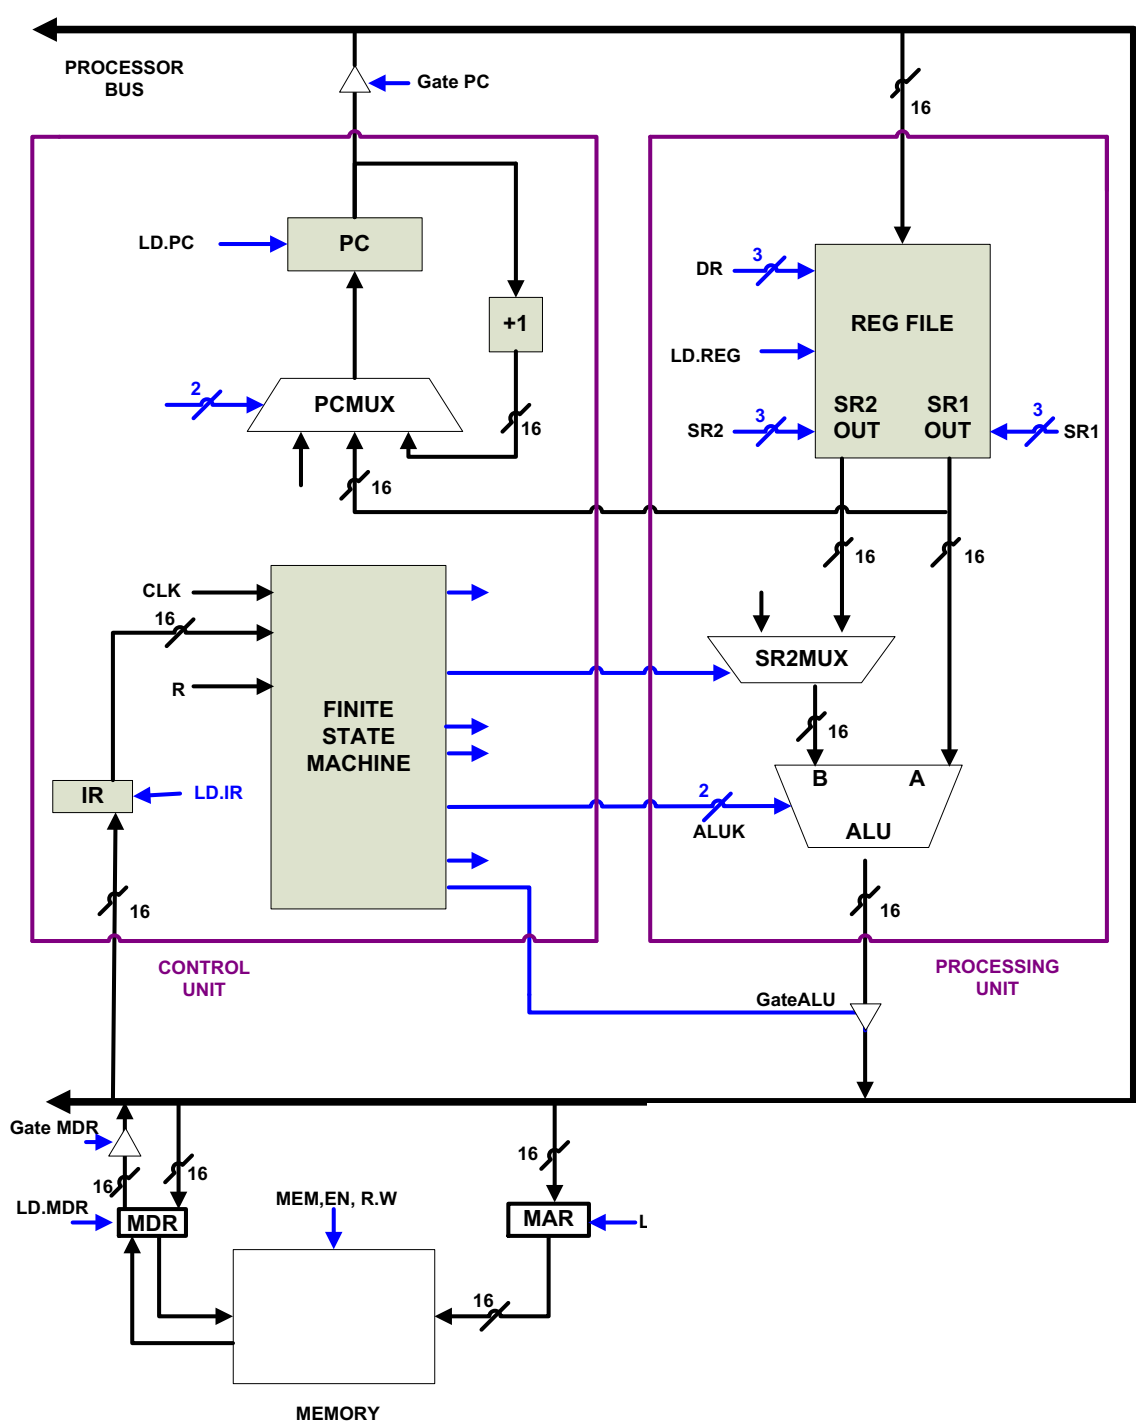 PROCESSOR
BUS
Gate PC
16
LD.PC
PC
+1
2
PCMUX
16
16
DR
3
REG FILE
LD.REG
SR2
OUT
SR1
OUT
SR2
3
3
SR1
16
16
CLK
16
R
FINITE
STATE
MACHINE
SR2MUX
16
IR
LD.IR
B
A
2
ALUK
ALU
16
16
CONTROL
UNIT
PROCESSING
UNIT
GateALU
Gate MDR
16
16
16
LD.MDR
MDR
MEM,EN, R.W
MAR
L
16
MEMORY